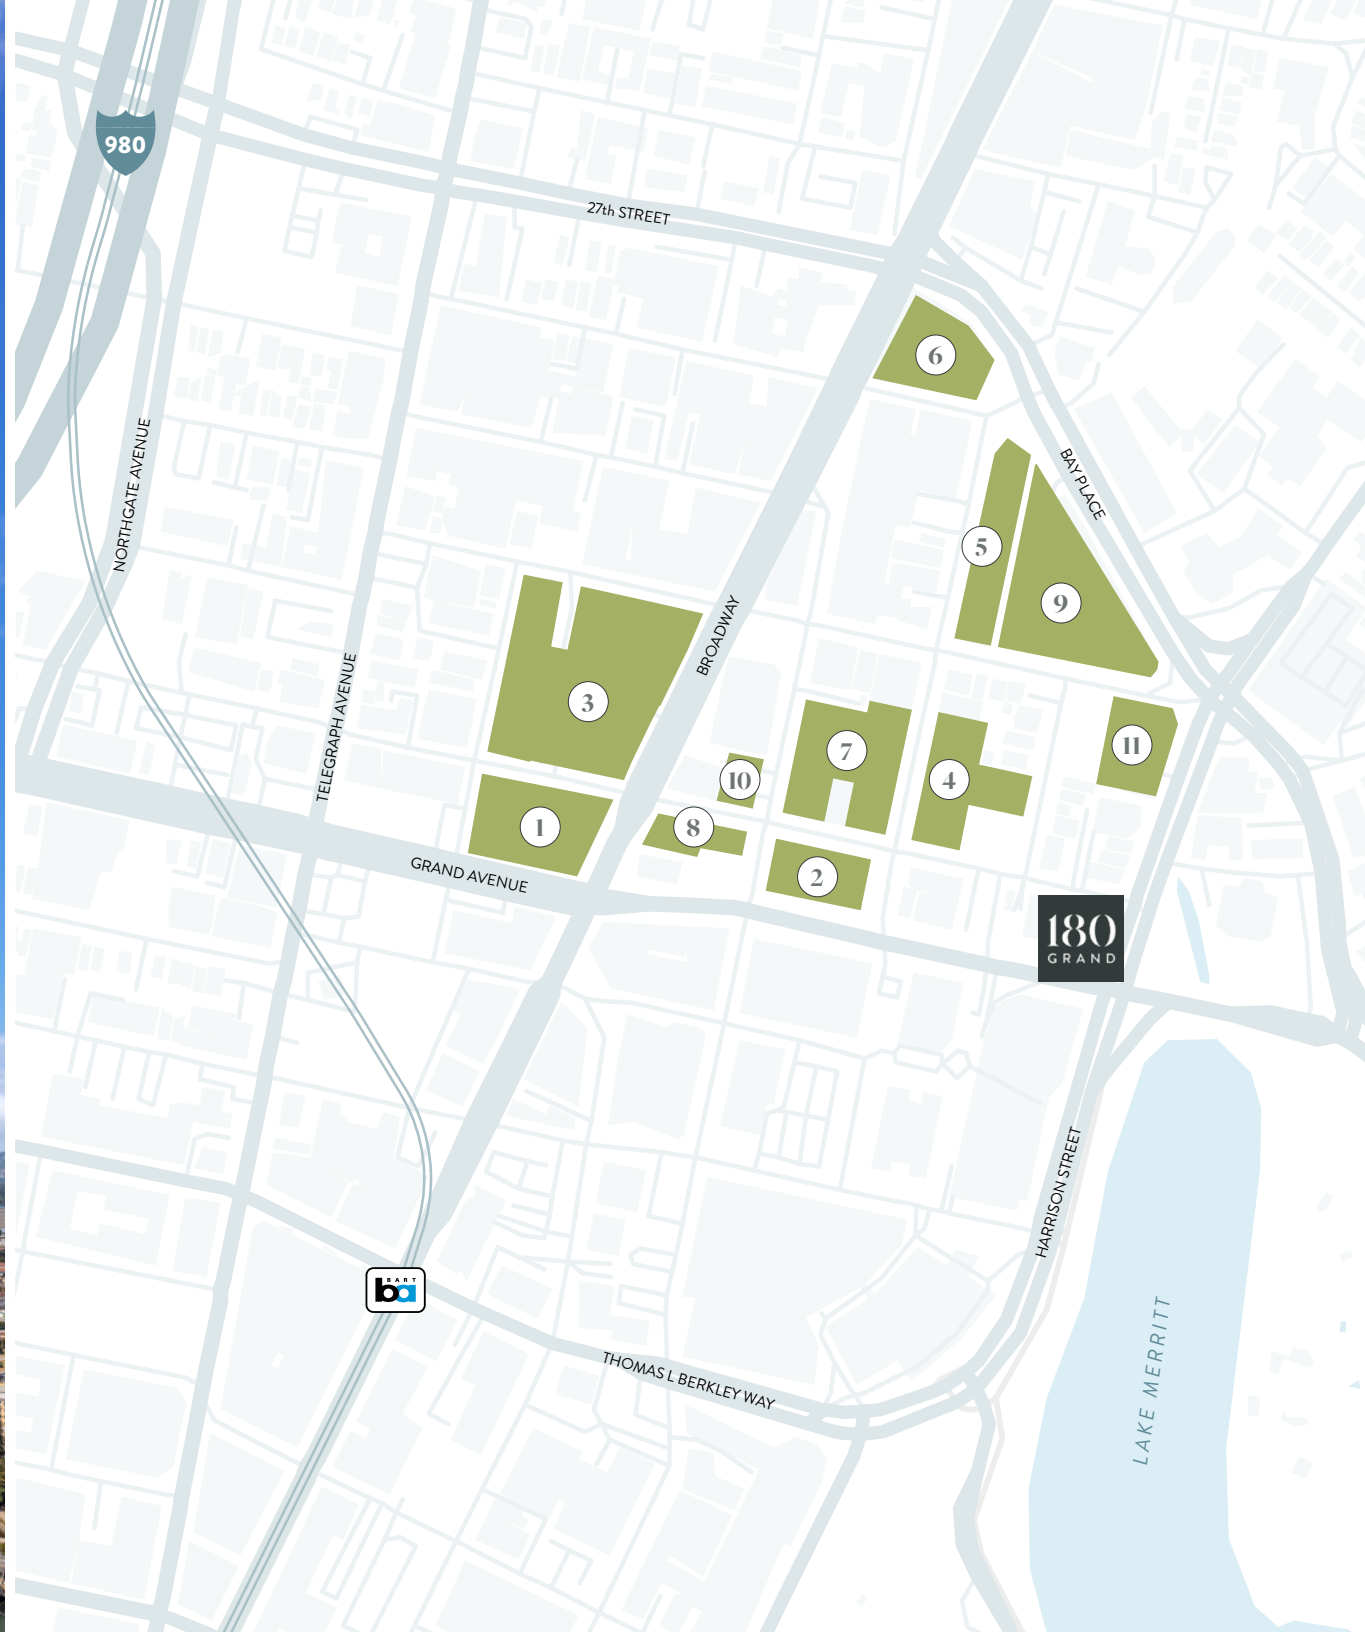 980
27th STREET
6
BAY PLACE
NORTHGATE AVENUE
5
9
BROADWAY
TELEGRAPH AVENUE
3
11
7
10
4
1
8
GRAND AVENUE
2
180
GRAND
HARRISON STREET
BART
ba
LAKE MERRITT
THOMAS L BERKLEY WAY